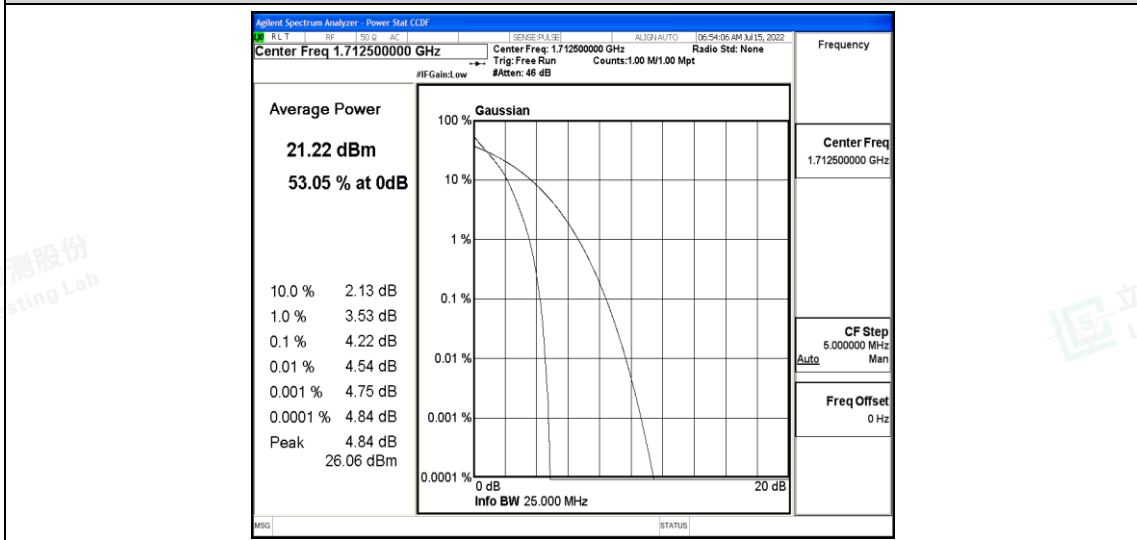 Agilent Spectrum Analyzer - Power Stat CCDF
LXI R L T RF 50 Ω AC SENSE:PULSE ALIGN AUTO 06:54:06 AM Jul 15, 2022
Center Freq 1.712500000 GHz
Center Freq: 1.712500000 GHz Radio Std: None
Trig: Free Run Counts:1.00 M/1.00 Mpt
#IFGain:Low #Atten: 46 dB
Frequency
Average Power
21.22 dBm
53.05 % at 0dB
10.0 % 2.13 dB
1.0 % 3.53 dB
0.1 % 4.22 dB
0.01 % 4.54 dB
0.001 % 4.75 dB
0.0001 % 4.84 dB
Peak 4.84 dB
26.06 dBm
Gaussian
100 %
10 %
1 %
0.1 %
0.01 %
0.001 %
0.0001 %
0 dB 20 dB
Info BW 25.000 MHz
Center Freq
1.712500000 GHz
CF Step
5.000000 MHz
Auto Man
Freq Offset
0 Hz
MSG STATUS
测股份
sting Lab
立